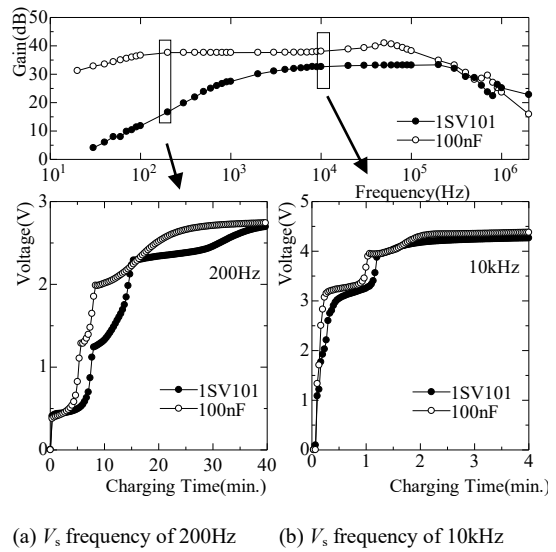 Gain(dB)
50
40
30
20
10
0
10^1 10^2 10^3 10^4 10^5 10^6
Frequency(Hz)
1SV101
100nF
Voltage(V)
3
2
1
0
0 10 20 30 40
Charging Time(min.)
200Hz
1SV101
100nF
Voltage(V)
5
4
3
2
1
0
0 1 2 3 4
Charging Time(min.)
10kHz
1SV101
100nF
(a) Vs frequency of 200Hz (b) Vs frequency of 10kHz